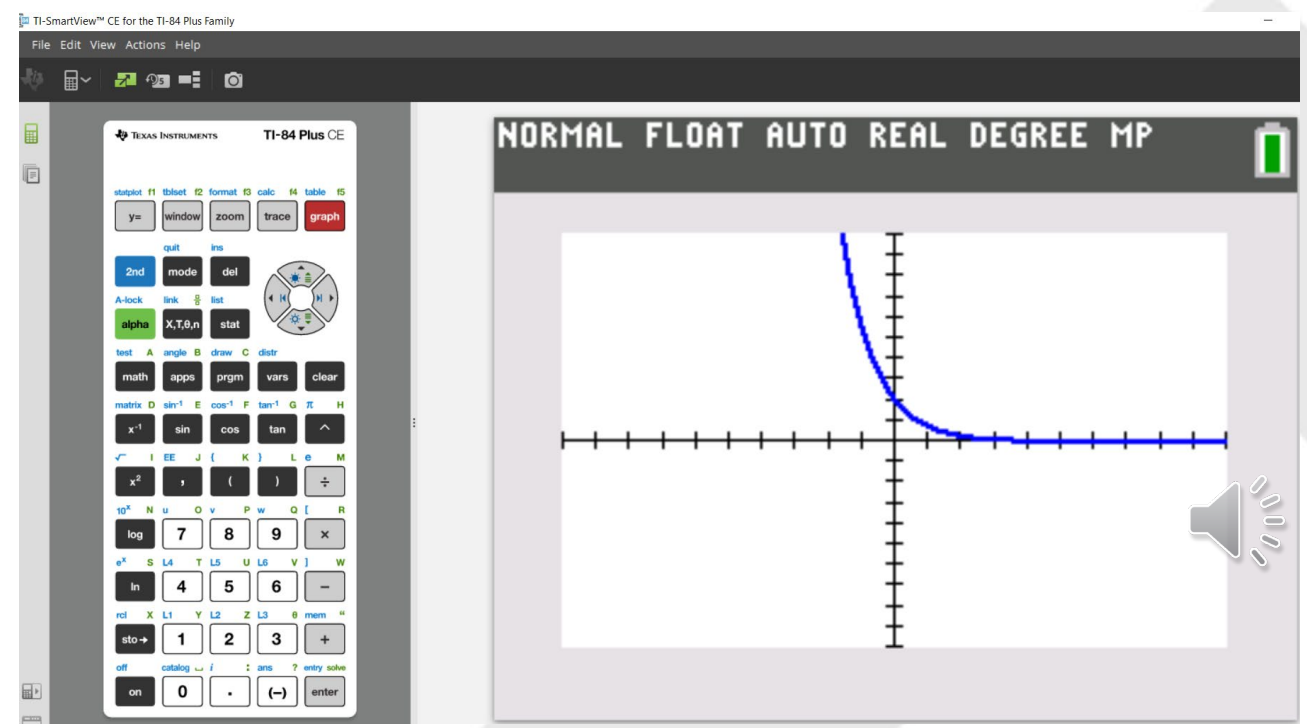 TI-SmartView™ CE for the TI-84 Plus Family
File Edit View Actions Help
TEXAS INSTRUMENTS TI-84 Plus CE
NORMAL FLOAT AUTO REAL DEGREE MP
statplot f1 tblset f2 format f3 calc f4 table f5
y= window zoom trace graph
quit ins
2nd mode del
A-lock link list
alpha X,T,θ,n stat
test A angle B draw C distr
math apps prgm vars clear
matrix D sin-1 E cos-1 F tan-1 G π H
x-1 sin cos tan ^
√‾ I EE J { K } L e M
x² , ( ) ÷
10x N u O v P w Q [ R
log 7 8 9 ×
ex S L4 T L5 U L6 V ] W
ln 4 5 6 −
rcl X L1 Y L2 Z L3 θ mem "
sto→ 1 2 3 +
off catalog ⎵ i : ans ? entry solve
on 0 . (–) enter